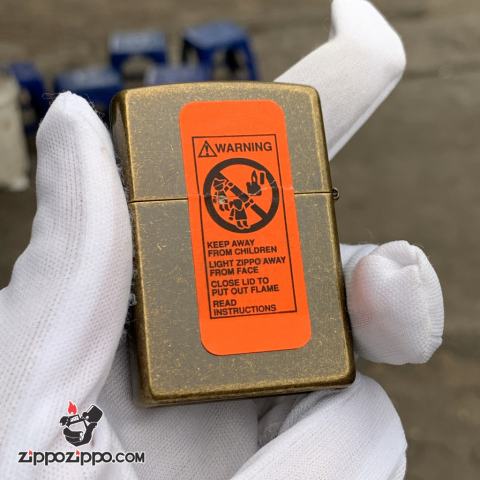 WARNING
KEEP AWAY
FROM CHILDREN
LIGHT ZIPPO AWAY
FROM FACE
CLOSE LID TO
PUT OUT FLAME
READ
INSTRUCTIONS
ZIPPOZIPPO.COM